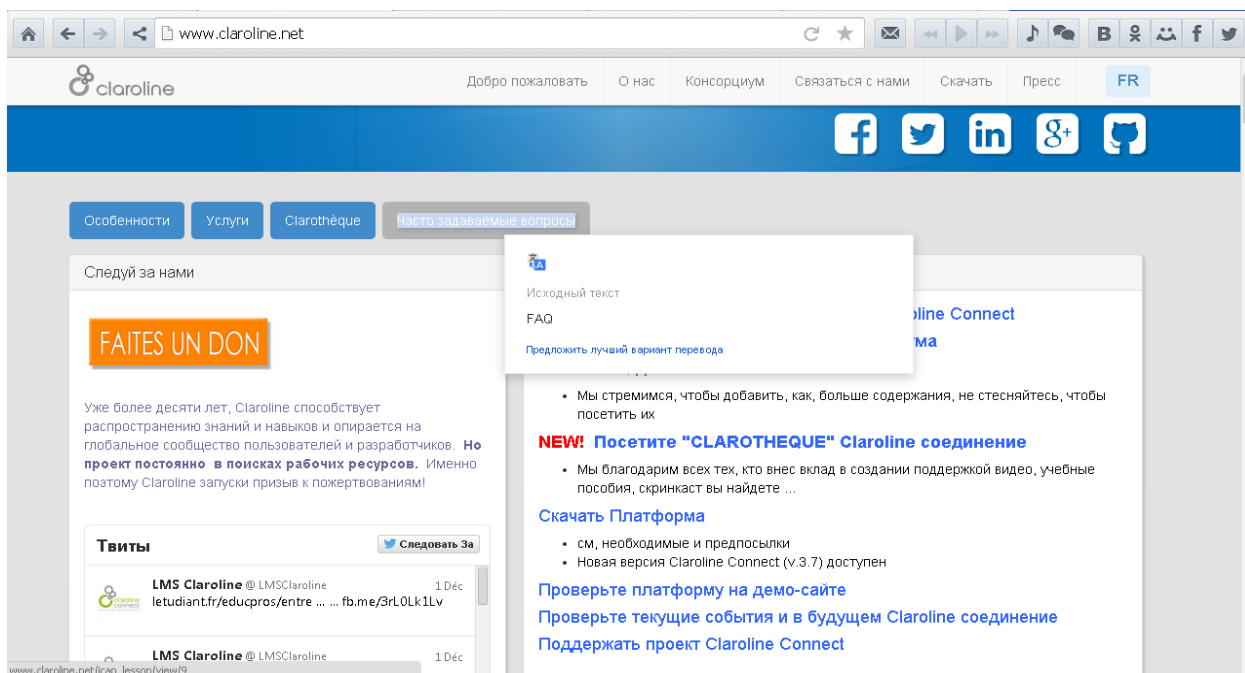 www.claroline.net
claroline
Добро пожаловать О нас Консорциум Связаться с нами Скачать Пресс FR
Особенности Услуги Clarothèque Часто задаваемые вопросы
Следуй за нами
Исходный текст
FAQ
Предложить лучший вариант перевода
FAITES UN DON
Уже более десяти лет, Claroline способствует
распространению знаний и навыков и опирается на
глобальное сообщество пользователей и разработчиков. Но
проект постоянно в поисках рабочих ресурсов. Именно
поэтому Claroline запуски призыв к пожертвованиям!
Твиты Следовать За
LMS Claroline @ LMSClaroline 1 Déc
letudiant.fr/educpros/entre ... ... fb.me/3rL0Lk1Lv
LMS Claroline @ LMSClaroline 1 Déc
line Connect
ма
• Мы стремимся, чтобы добавить, как, больше содержания, не стесняйтесь, чтобы
посетить их
NEW! Посетите "CLAROTHEQUE" Claroline соединение
• Мы благодарим всех тех, кто внес вклад в создании поддержкой видео, учебные
пособия, скринкаст вы найдете ...
Скачать Платформа
• см, необходимые и предпосылки
• Новая версия Claroline Connect (v.3.7) доступен
Проверьте платформу на демо-сайте
Проверьте текущие события и в будущем Claroline соединение
Поддержать проект Claroline Connect
www.claroline.net/icap_lesson/view/9